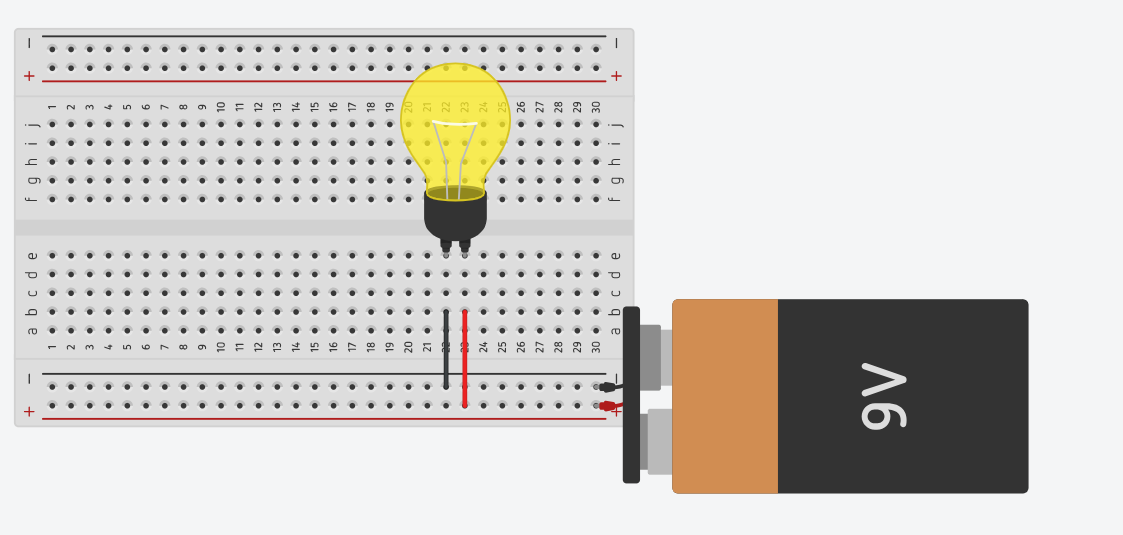 − −
+ +
1 2 3 4 5 6 7 8 9 10 11 12 13 14 15 16 17 18 19 20 21 22 23 24 25 26 27 28 29 30
j j
i i
h h
g g
f f
e e
d d
c c
b b
a a
1 2 3 4 5 6 7 8 9 10 11 12 13 14 15 16 17 18 19 20 21 22 23 24 25 26 27 28 29 30
− −
+ +
9V